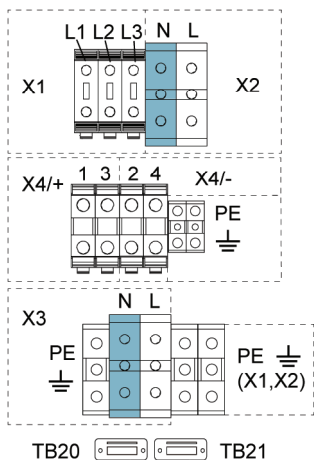 L1 L2 L3 N L
X1 X2
X4/+ 1 3 2 4 X4/-
PE
X3 N L
PE PE
(X1,X2)
TB20 TB21